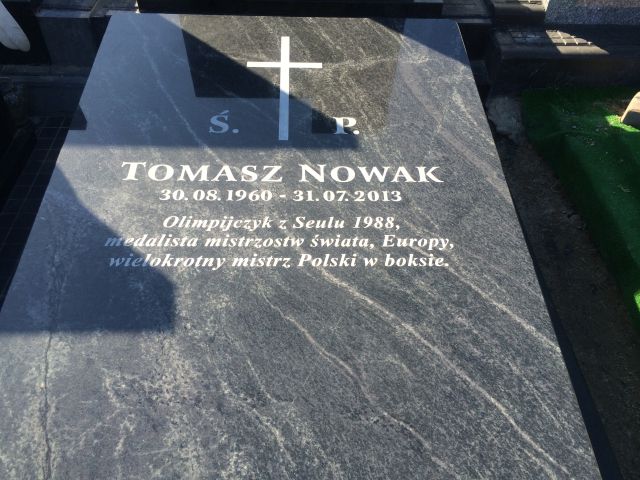 Ś. P.
TOMASZ NOWAK
30.08.1960 - 31.07.2013
Olimpijczyk z Seulu 1988,
medalista mistrzostw świata, Europy,
wielokrotny mistrz Polski w boksie.